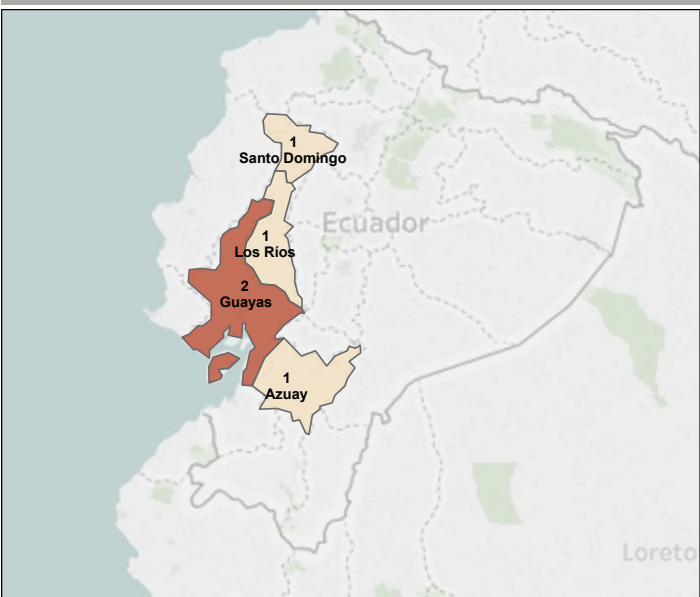 1
Santo Domingo
Ecuador
1
Los Ríos
2
Guayas
1
Azuay
Loreto